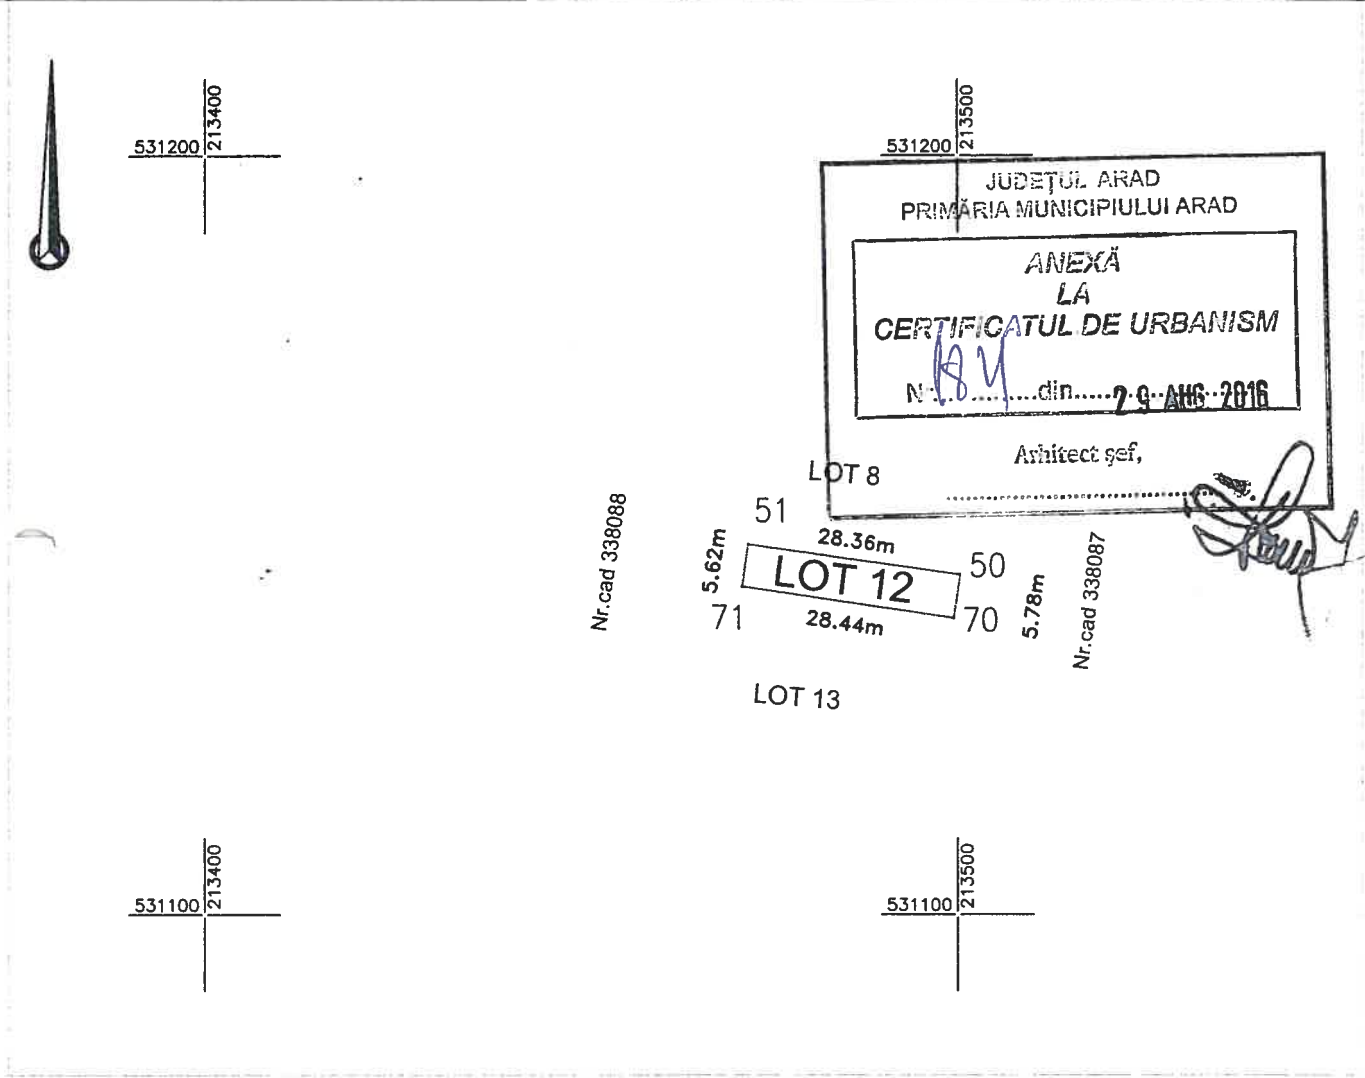 213400
531200
213500
531200
JUDEȚUL ARAD
PRIMĂRIA MUNICIPIULUI ARAD
ANEXĂ
LA
CERTIFICATUL DE URBANISM
din 29 AUG 2016
Arhitect șef,
LOT 8
Nr.cad 338088
51
28.36m
5.62m
LOT 12
50
71
28.44m
70
5.78m
Nr.cad 338087
LOT 13
213400
531100
213500
531100